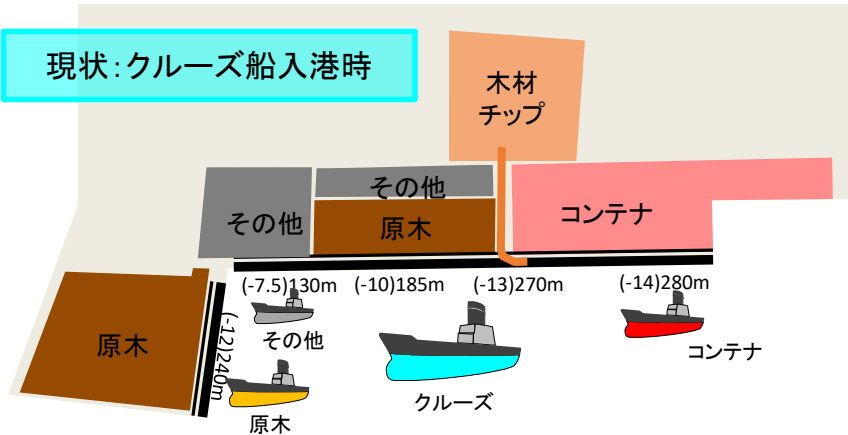 現状：クルーズ船入港時
木材
チップ
その他
その他
原木
コンテナ
(-7.5)130m
(-10)185m
(-13)270m
(-14)280m
原木
(-12)240m
その他
原木
クルーズ
コンテナ